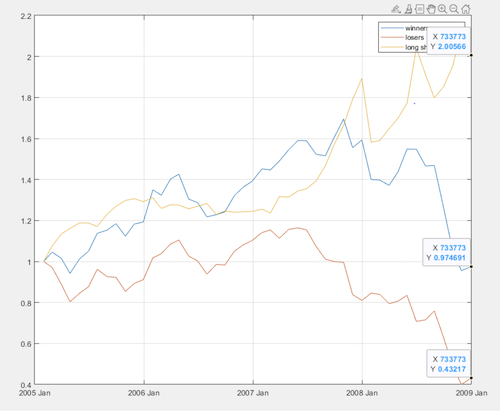 2.2
winners
losers
long sh
X 733773
Y 2.00566
2
1.8
1.6
1.4
1.2
X 733773
Y 0.974691
1
0.8
0.6
X 733773
Y 0.43217
0.4
2005 Jan 2006 Jan 2007 Jan 2008 Jan 2009 Jan